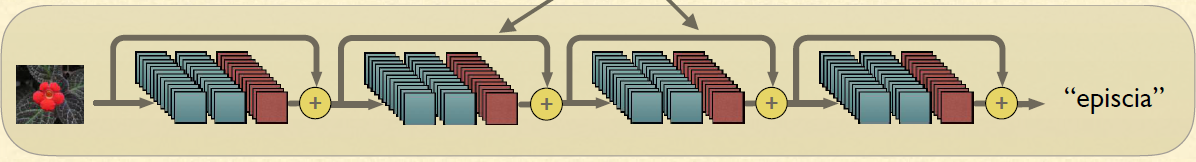 + + + + “episcia”